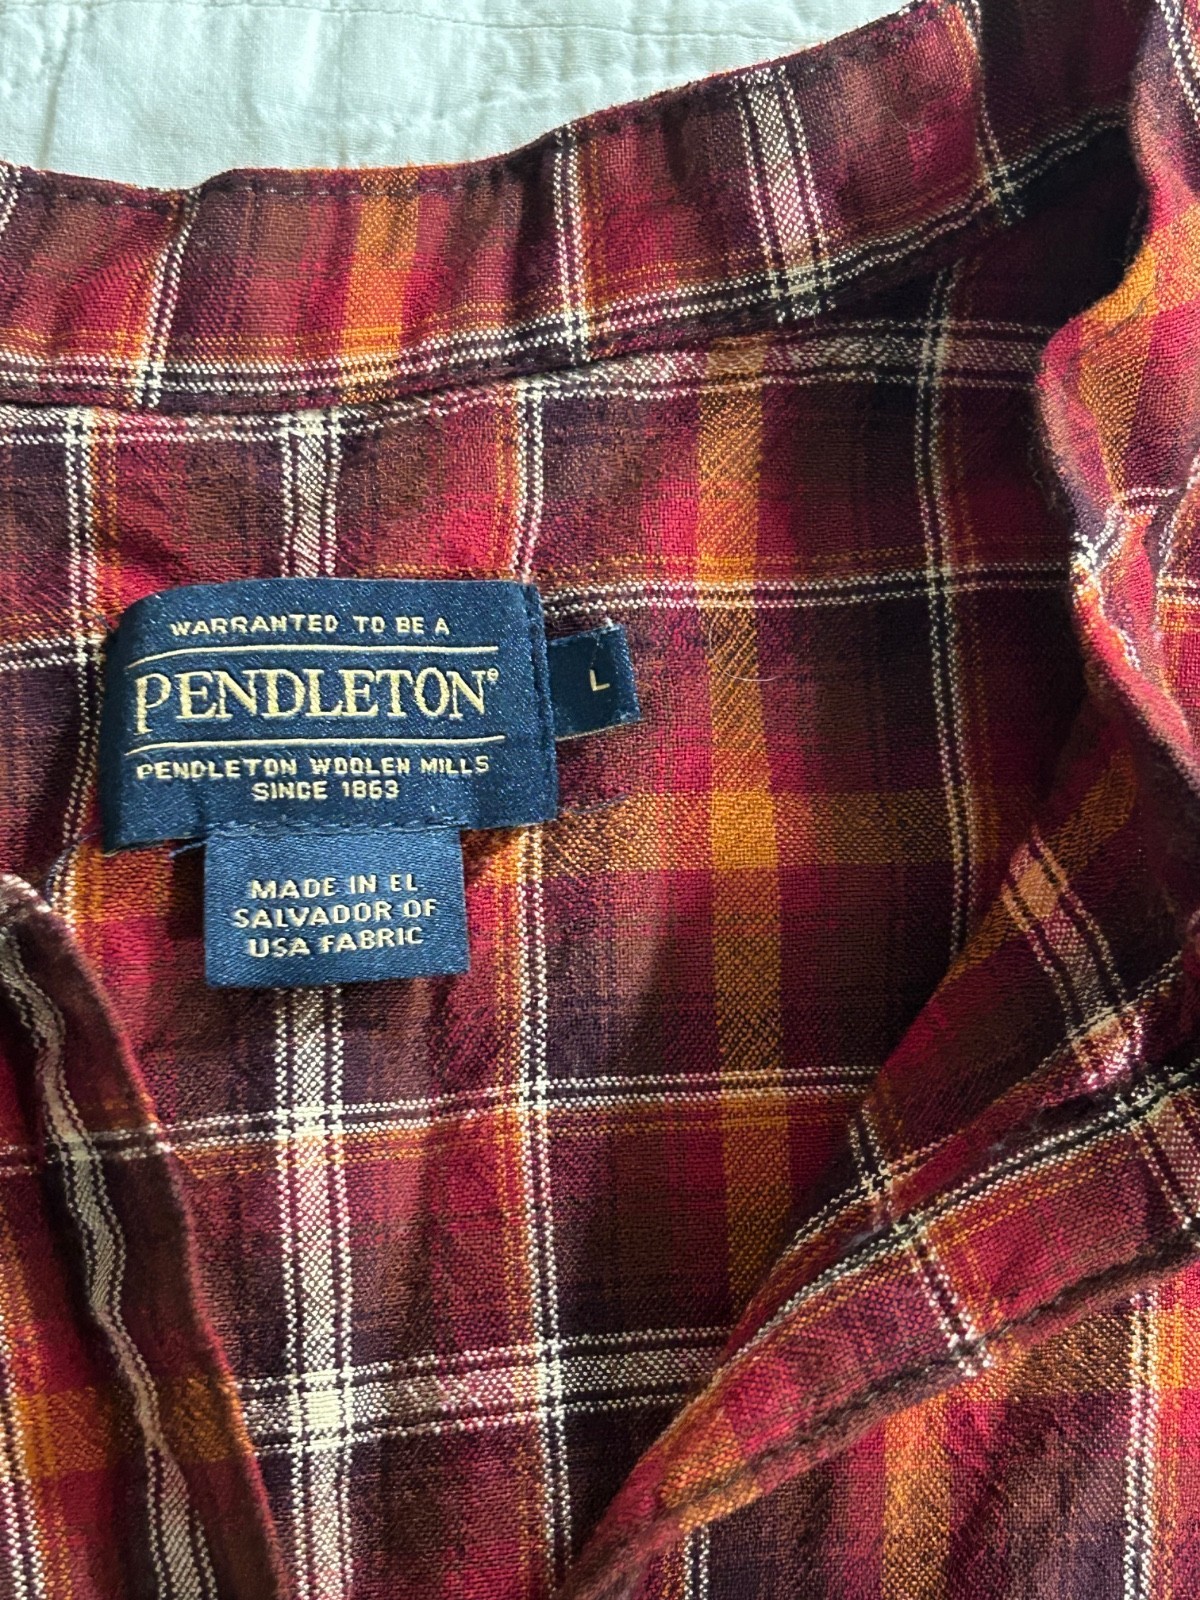 WARRANTED TO BE A
PENDLETON®
PENDLETON WOOLEN MILLS
SINCE 1863
L
MADE IN EL
SALVADOR OF
USA FABRIC